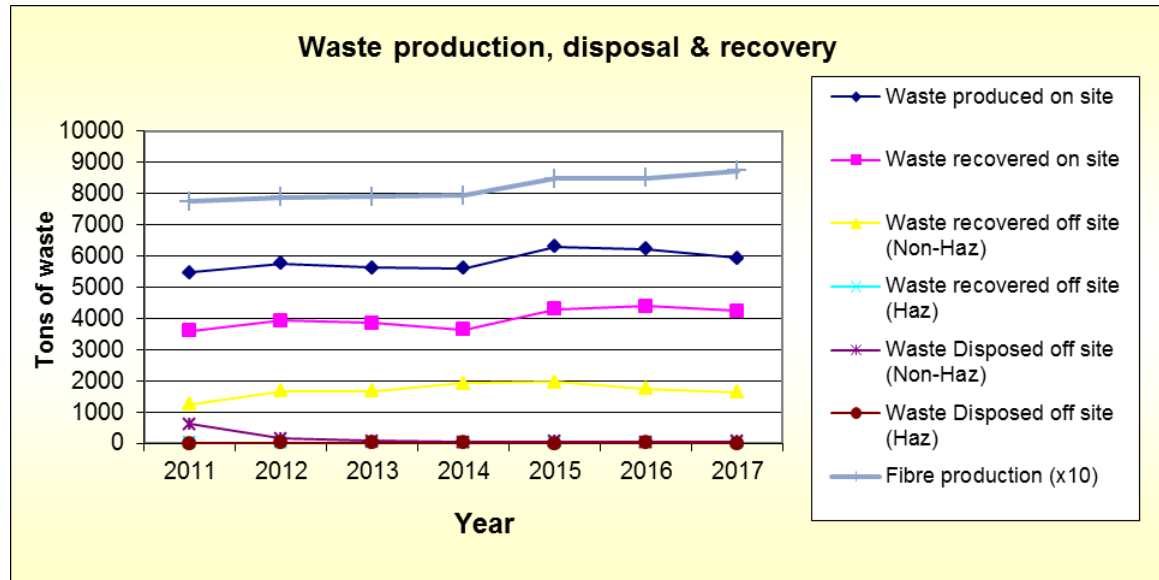 Waste production, disposal & recovery
Tons of waste
10000
9000
8000
7000
6000
5000
4000
3000
2000
1000
0
2011 2012 2013 2014 2015 2016 2017
Year
Waste produced on site
Waste recovered on site
Waste recovered off site
(Non-Haz)
Waste recovered off site
(Haz)
Waste Disposed off site
(Non-Haz)
Waste Disposed off site
(Haz)
Fibre production (x10)